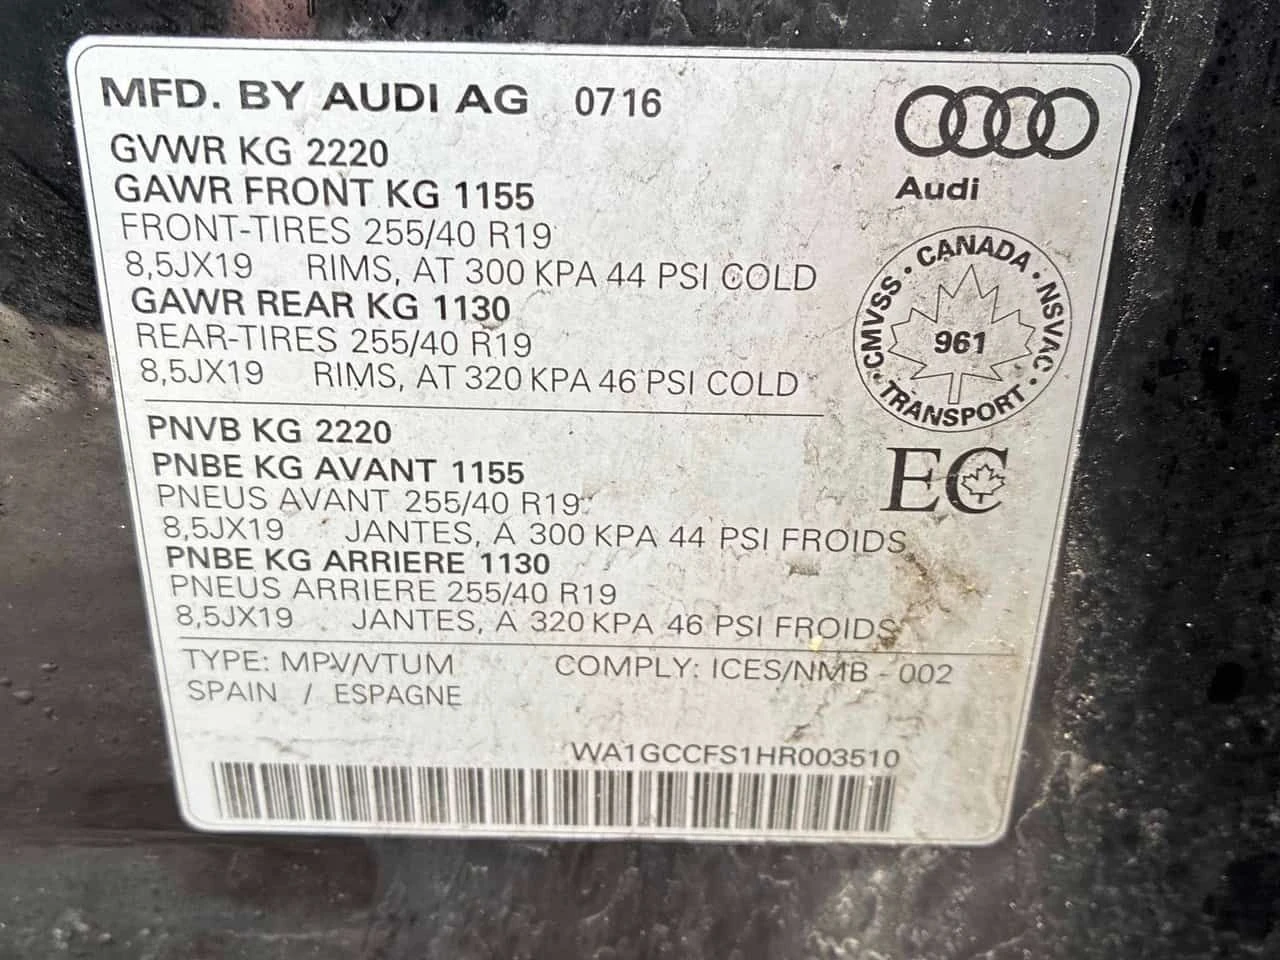 MFD. BY AUDI AG 0716
GVWR KG 2220
GAWR FRONT KG 1155
FRONT-TIRES 255/40 R19
8,5JX19 RIMS, AT 300 KPA 44 PSI COLD
GAWR REAR KG 1130
REAR-TIRES 255/40 R19
8,5JX19 RIMS, AT 320 KPA 46 PSI COLD
Audi
CANADA · NSVAC · TRANSPORT · CMVSS ·
961
EC
PNVB KG 2220
PNBE KG AVANT 1155
PNEUS AVANT 255/40 R19
8,5JX19 JANTES, A 300 KPA 44 PSI FROIDS
PNBE KG ARRIERE 1130
PNEUS ARRIERE 255/40 R19
8,5JX19 JANTES, A 320 KPA 46 PSI FROIDS
TYPE: MPV/VTUM COMPLY: ICES/NMB - 002
SPAIN / ESPAGNE
WA1GCCFS1HR003510